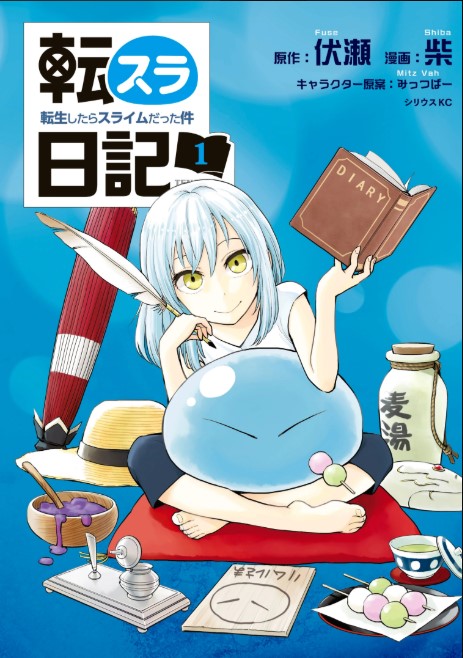 転スラ
転生したらスライムだった件
日記
1
Fuse
Shiba
原作:伏瀬 漫画:柴
Mitz Vah
キャラクター原案:みっつばー
シリウスKC
DIARY
麦湯